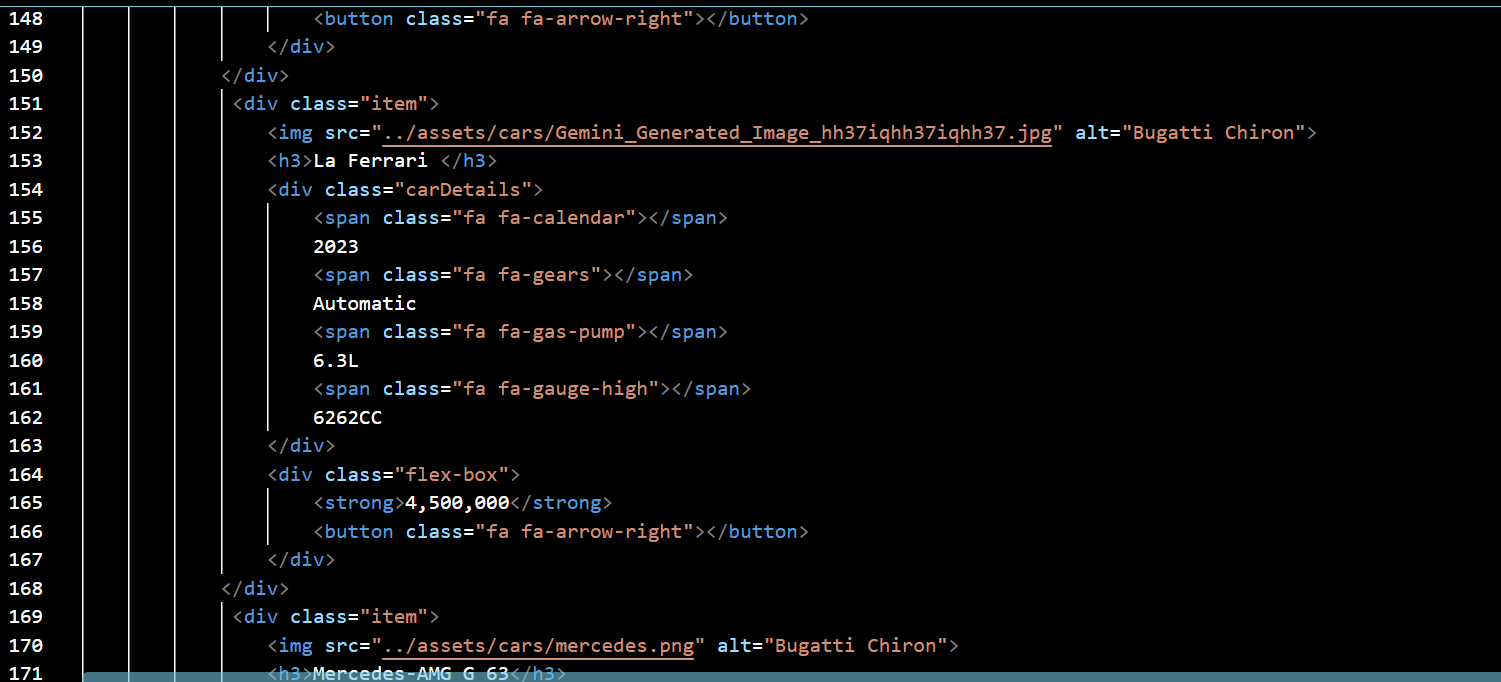 148 <button class="fa fa-arrow-right"></button>
149 </div>
150 </div>
151 <div class="item">
152 <img src="../assets/cars/Gemini_Generated_Image_hh37iqhh37iqhh37.jpg" alt="Bugatti Chiron">
153 <h3>La Ferrari </h3>
154 <div class="carDetails">
155 <span class="fa fa-calendar"></span>
156 2023
157 <span class="fa fa-gears"></span>
158 Automatic
159 <span class="fa fa-gas-pump"></span>
160 6.3L
161 <span class="fa fa-gauge-high"></span>
162 6262CC
163 </div>
164 <div class="flex-box">
165 <strong>4,500,000</strong>
166 <button class="fa fa-arrow-right"></button>
167 </div>
168 </div>
169 <div class="item">
170 <img src="../assets/cars/mercedes.png" alt="Bugatti Chiron">
171 <h3>Mercedes-AMG G 63</h3>